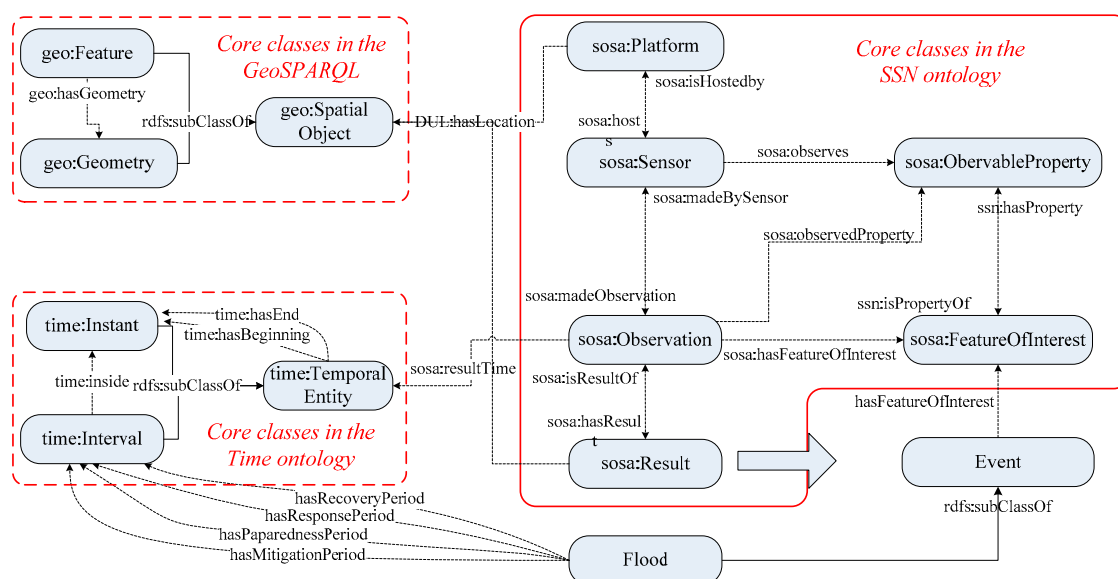 geo:Feature
Core classes in the
GeoSPARQL
geo:hasGeometry
rdfs:subClassOf
geo:Spatial
Object
geo:Geometry
DUL:hasLocation
sosa:Platform
Core classes in the
SSN ontology
sosa:isHostedby
sosa:host
s
sosa:Sensor
sosa:observes
sosa:ObervableProperty
sosa:madeBySensor
ssn:hasProperty
sosa:observedProperty
sosa:madeObservation
ssn:isPropertyOf
sosa:Observation
sosa:hasFeatureOfInterest
sosa:FeatureOfInterest
sosa:isResultOf
sosa:hasResul
t
sosa:Result
hasFeatureOfInterest
Event
rdfs:subClassOf
time:Instant
time:hasEnd
time:hasBeginning
time:inside
rdfs:subClassOf
time:Temporal
Entity
sosa:resultTime
time:Interval
Core classes in the
Time ontology
hasRecoveryPeriod
hasResponsePeriod
hasPaparednessPeriod
hasMitigationPeriod
Flood